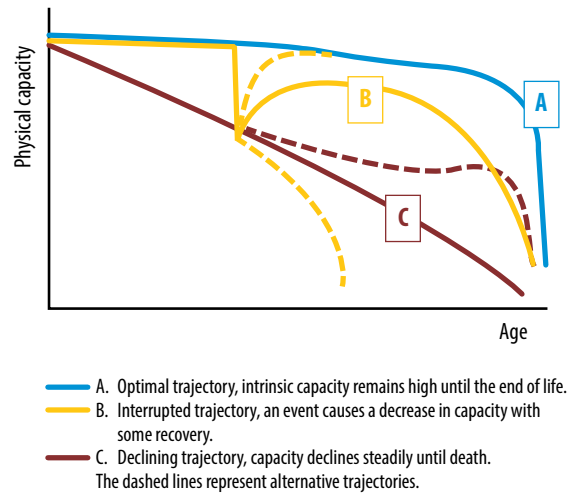 Physical capacity
A
B
C
Age
A. Optimal trajectory, intrinsic capacity remains high until the end of life.
B. Interrupted trajectory, an event causes a decrease in capacity with
some recovery.
C. Declining trajectory, capacity declines steadily until death.
The dashed lines represent alternative trajectories.